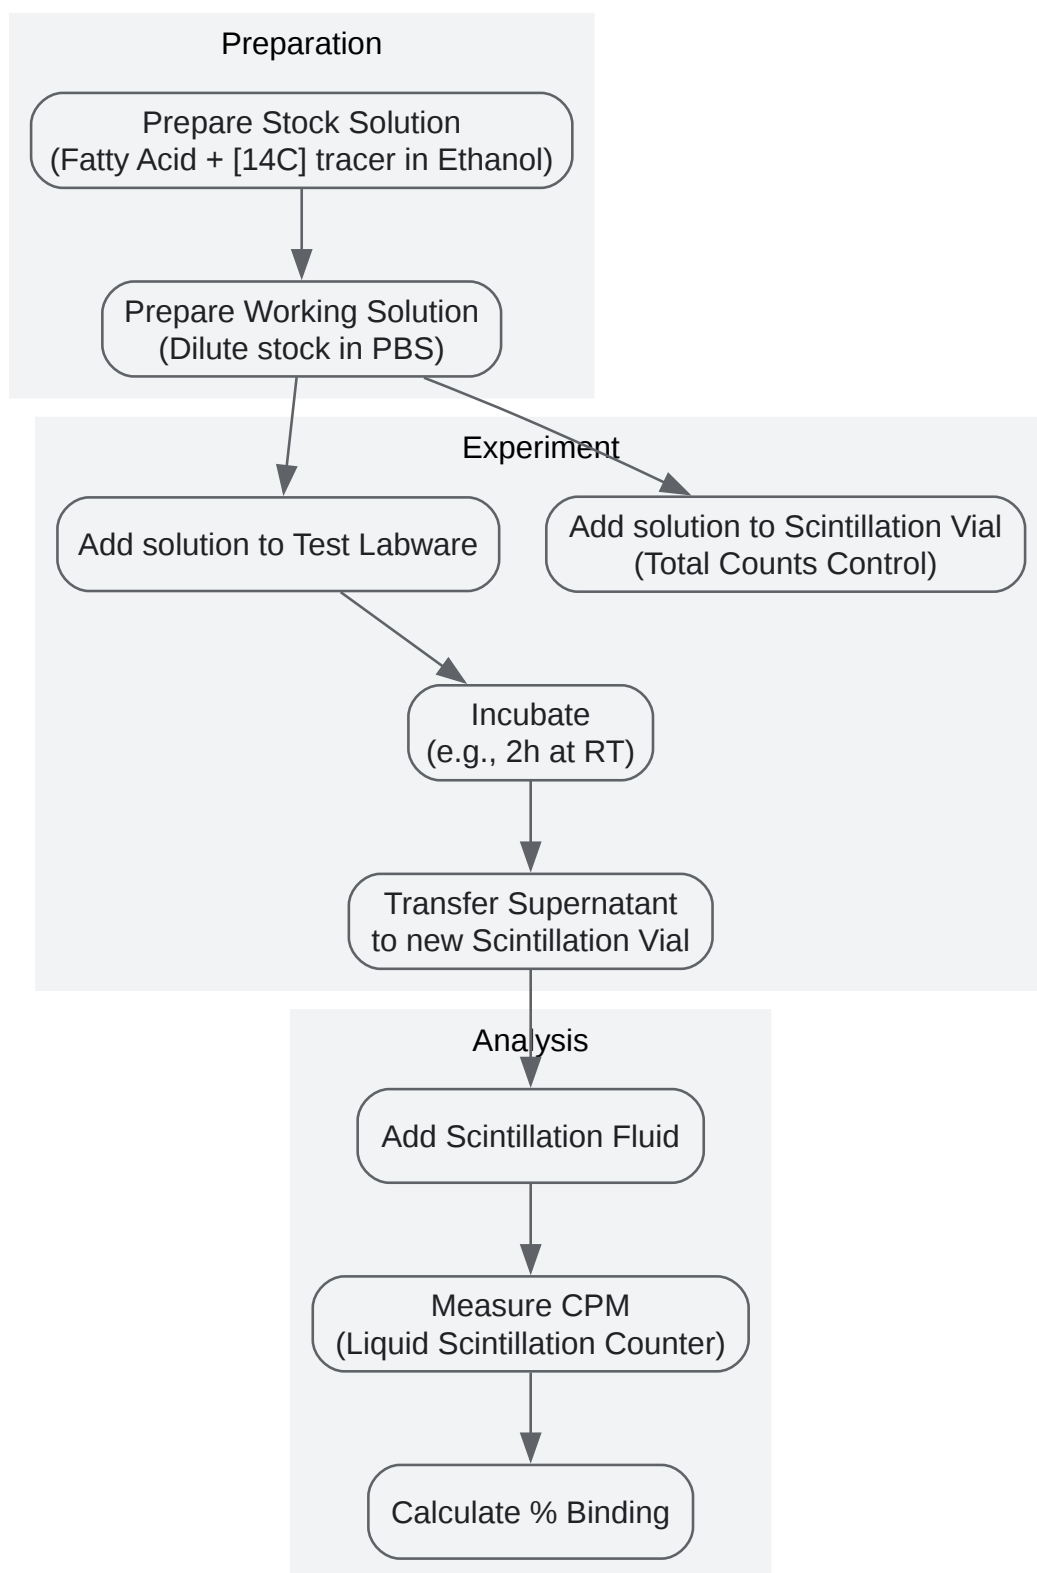 Preparation
Prepare Stock Solution
(Fatty Acid + [14C] tracer in Ethanol)
Prepare Working Solution
(Dilute stock in PBS)
Experiment
Add solution to Test Labware
Add solution to Scintillation Vial
(Total Counts Control)
Incubate
(e.g., 2h at RT)
Transfer Supernatant
to new Scintillation Vial
Analysis
Add Scintillation Fluid
Measure CPM
(Liquid Scintillation Counter)
Calculate % Binding